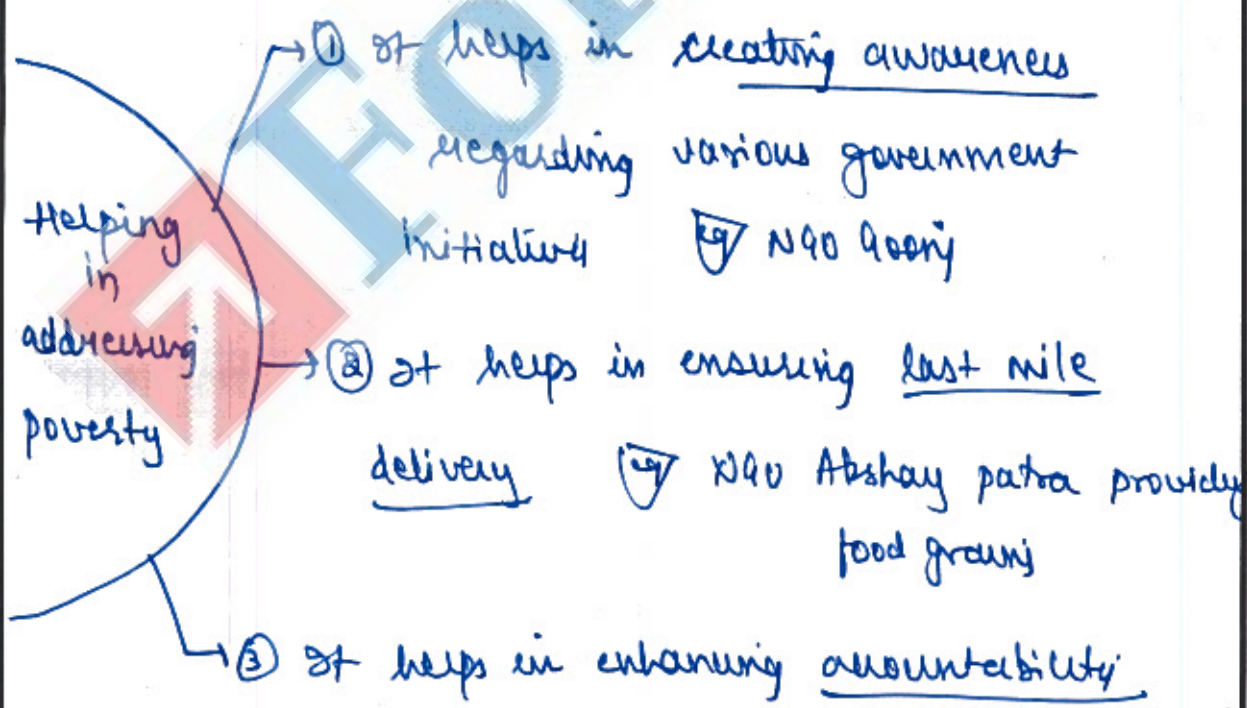 Helping
in
addressing
poverty
① It helps in creating awareness
regarding various government
initiatives eg NGO Goonj
② It helps in ensuring last mile
delivery eg NGO Akshay patra provides
food grains
③ It helps in enhancing accountability